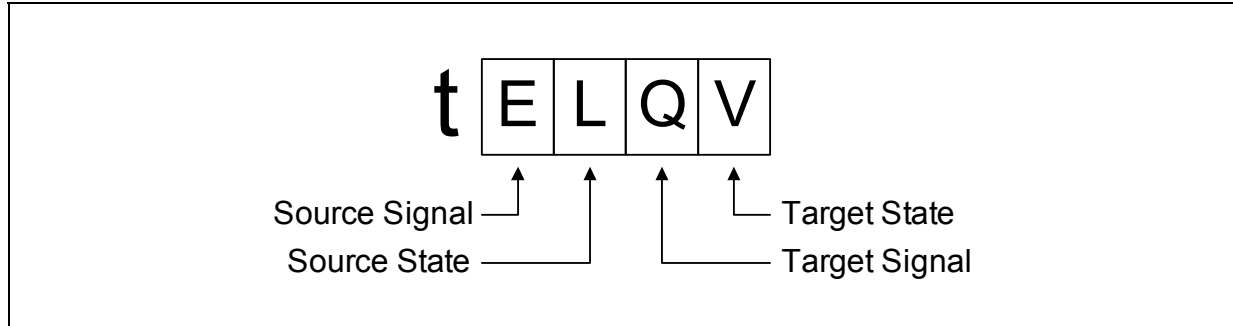 t E L Q V
Source Signal Target State
Source State Target Signal